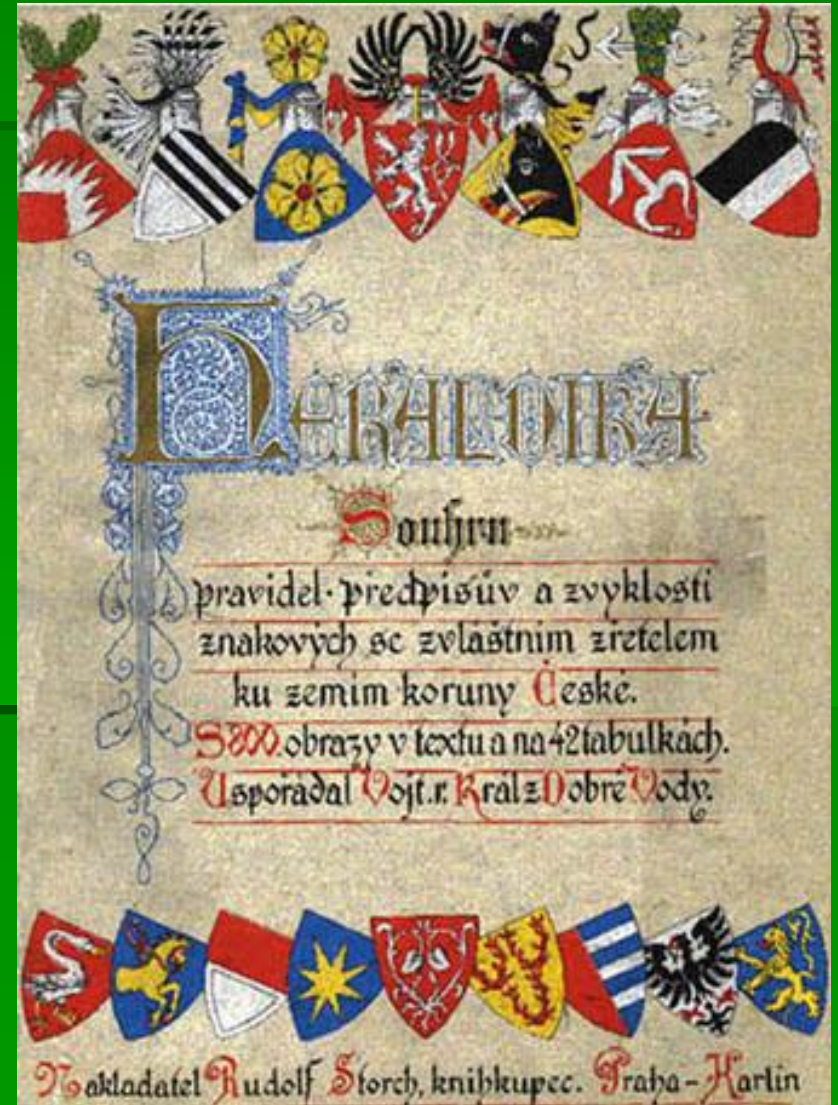 HERALDIKA
Souhrn
pravidel. předpisův a zvyklostí
znakových se zvláštním zřetelem
ku zemím koruny České.
S 800 obrazy v textu a na 42 tabulkách.
Uspořádal Vojt. r. Král z Dobré Vody.
Nakladatel Rudolf Štorch, knihkupec. Praha - Karlín